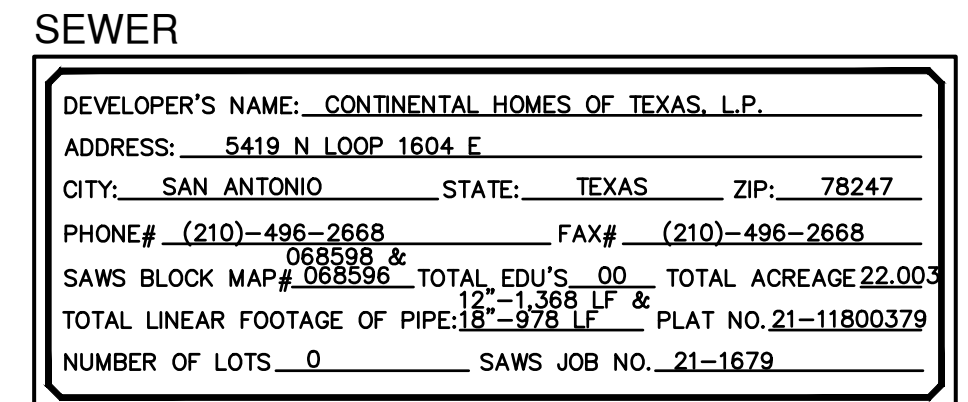 SEWER
DEVELOPER'S NAME: CONTINENTAL HOMES OF TEXAS, L.P.
ADDRESS: 5419 N LOOP 1604 E
CITY: SAN ANTONIO STATE: TEXAS ZIP: 78247
PHONE# (210)-496-2668 FAX# (210)-496-2668
068598 &
SAWS BLOCK MAP# 068596 TOTAL EDU'S 00 TOTAL ACREAGE 22.003
12"-1,368 LF &
TOTAL LINEAR FOOTAGE OF PIPE: 18"-978 LF PLAT NO. 21-11800379
NUMBER OF LOTS 0 SAWS JOB NO. 21-1679